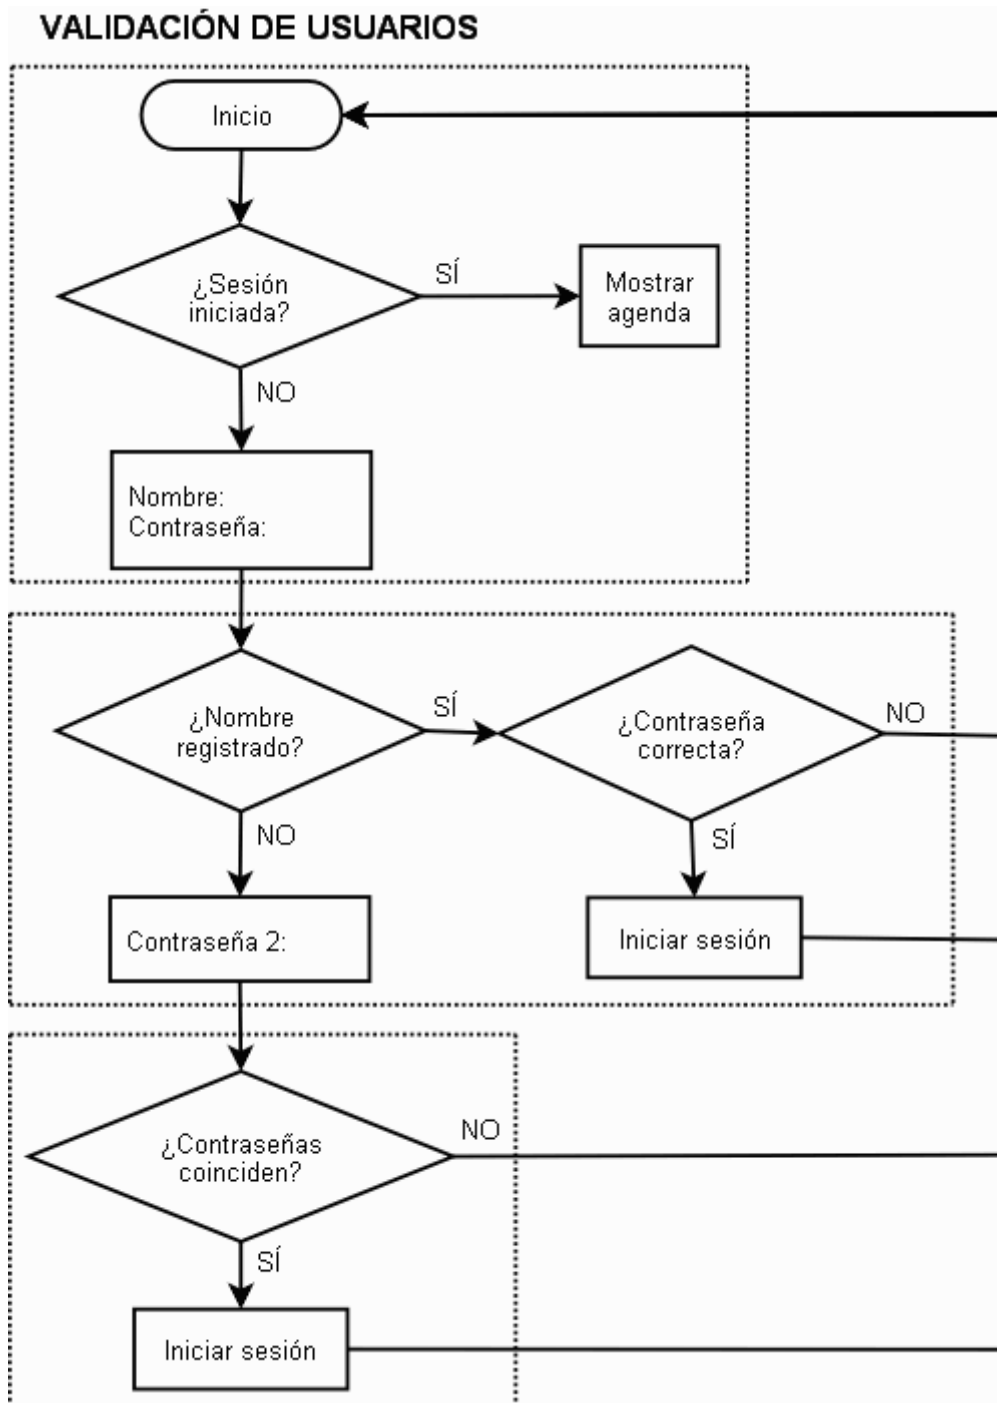 VALIDACIÓN DE USUARIOS
Inicio
¿Sesión
iniciada?
SÍ
Mostrar
agenda
NO
Nombre:
Contraseña:
¿Nombre
registrado?
SÍ
¿Contraseña
correcta?
NO
NO
SÍ
Contraseña 2:
Iniciar sesión
¿Contraseñas
coinciden?
NO
SÍ
Iniciar sesión